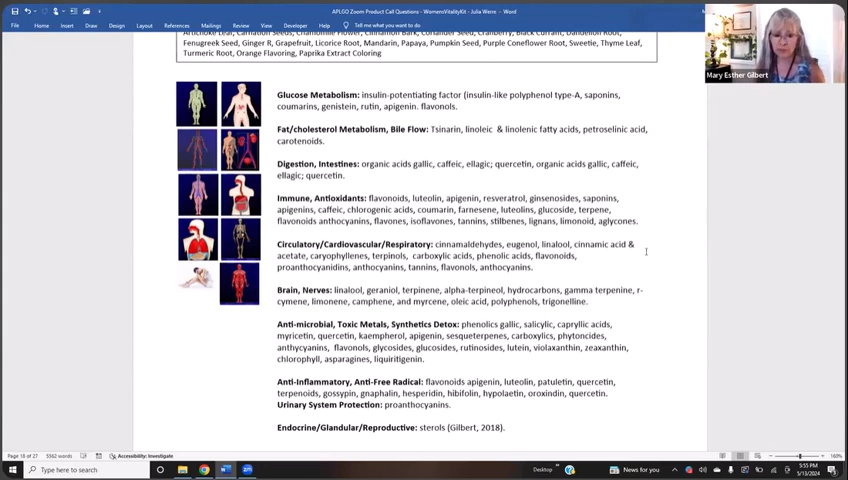 APLGO Zoom Product Call Questions - WomensVitalityKit - Julia Werre - Word
Tell me what you want to do
File Home Insert Draw Design Layout References Mailings Review View Developer Help
Mary Esther Gilbert
Artichoke Leaf, Carnation Seeds, Chamomile Flower, Cinnamon Bark, Coriander Seed, Cranberry, Black Currant, Dandelion Root,
Fenugreek Seed, Ginger R, Grapefruit, Licorice Root, Mandarin, Papaya, Pumpkin Seed, Purple Coneflower Root, Sweetie, Thyme Leaf,
Turmeric Root, Orange Flavoring, Paprika Extract Coloring
Glucose Metabolism: insulin-potentiating factor (insulin-like polyphenol type-A, saponins,
coumarins, genistein, rutin, apigenin. flavonols.
Fat/cholesterol Metabolism, Bile Flow: Tsinarin, linoleic & linolenic fatty acids, petroselinic acid,
carotenoids.
Digestion, Intestines: organic acids gallic, caffeic, ellagic; quercetin, organic acids gallic, caffeic,
ellagic; quercetin.
Immune, Antioxidants: flavonoids, luteolin, apigenin, resveratrol, ginsenosides, saponins,
apigenins, caffeic, chlorogenic acids, coumarin, farnesene, luteolins, glucoside, terpene,
flavonoids anthocyanins, flavones, isoflavones, tannins, stilbenes, lignans, limonoid, aglycones.
Circulatory/Cardiovascular/Respiratory: cinnamaldehydes, eugenol, linalool, cinnamic acid &
acetate, caryophyllenes, terpinols, carboxylic acids, phenolic acids, flavonoids,
proanthocyanidins, anthocyanins, tannins, flavonols, anthocyanins.
Brain, Nerves: linalool, geraniol, terpinene, alpha-terpineol, hydrocarbons, gamma terpenine, r-
cymene, limonene, camphene, and myrcene, oleic acid, polyphenols, trigonelline.
Anti-microbial, Toxic Metals, Synthetics Detox: phenolics gallic, salicylic, capryllic acids,
myricetin, quercetin, kaempherol, apigenin, sesqueterpenes, carboxylics, phytoncides,
anthycyanins, flavonols, glycosides, glucosides, rutinosides, lutein, violaxanthin, zeaxanthin,
chlorophyll, asparagines, liquiritigenin.
Anti-Inflammatory, Anti-Free Radical: flavonoids apigenin, luteolin, patuletin, quercetin,
terpenoids, gossypin, gnaphalin, hesperidin, hibifolin, hypolaetin, oroxindin, quercetin.
Urinary System Protection: proanthocyanins.
Endocrine/Glandular/Reproductive: sterols (Gilbert, 2018).
Page 18 of 27 5962 words Accessibility: Investigate
180%
Type here to search
Desktop
News for you
5:55 PM
5/13/2024